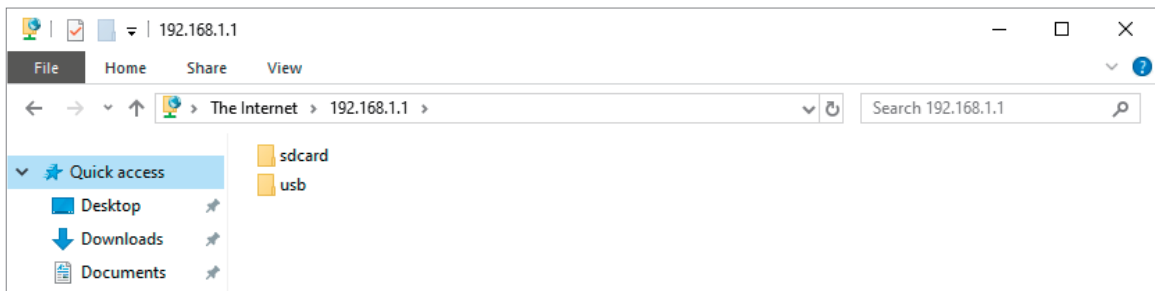 192.168.1.1
File Home Share View
The Internet 192.168.1.1 Search 192.168.1.1
Quick access
Desktop
Downloads
Documents
sdcard
usb